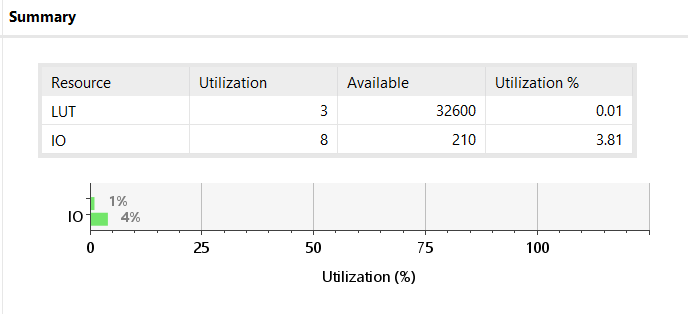 Summary
Resource Utilization Available Utilization %
LUT 3 32600 0.01
IO 8 210 3.81
1%
IO 4%
0 25 50 75 100
Utilization (%)